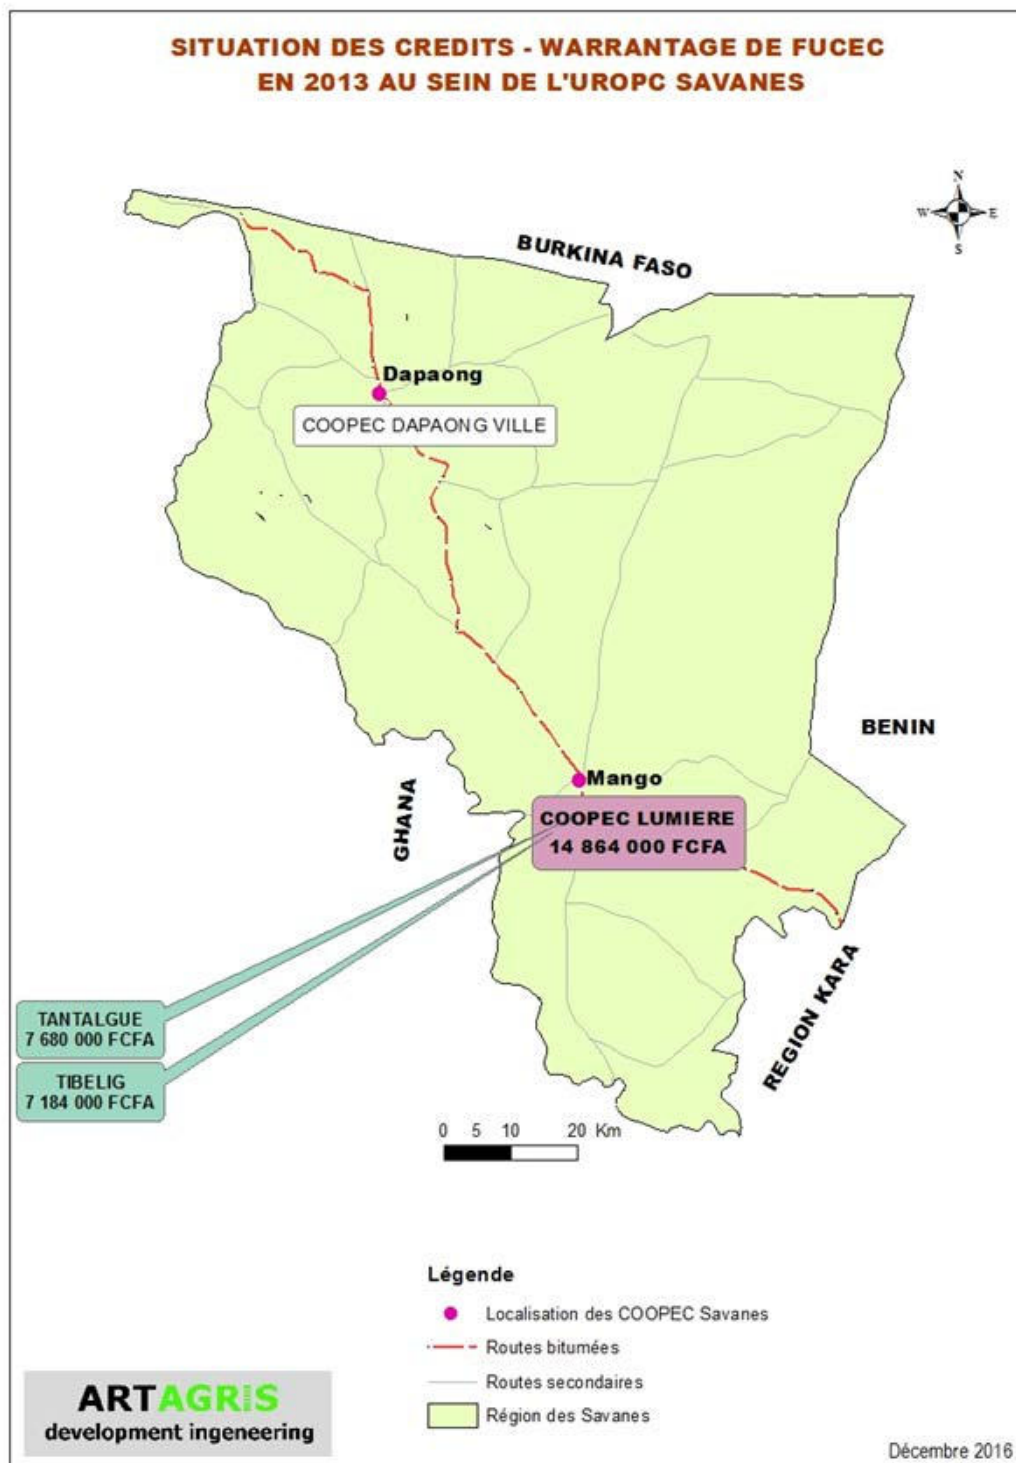 SITUATION DES CREDITS - WARRANTAGE DE FUCEC
EN 2013 AU SEIN DE L'UROPC SAVANES
N
W E
S
BURKINA FASO
Dapaong
COOPEC DAPAONG VILLE
BENIN
Mango
GHANA
COOPEC LUMIERE
14 864 000 FCFA
REGION KARA
TANTALGUE
7 680 000 FCFA
TIBELIG
7 184 000 FCFA
0 5 10 20 Km
Légende
Localisation des COOPEC Savanes
Routes bitumées
Routes secondaires
Région des Savanes
ARTAGRIS
development ingeneering
Décembre 2016